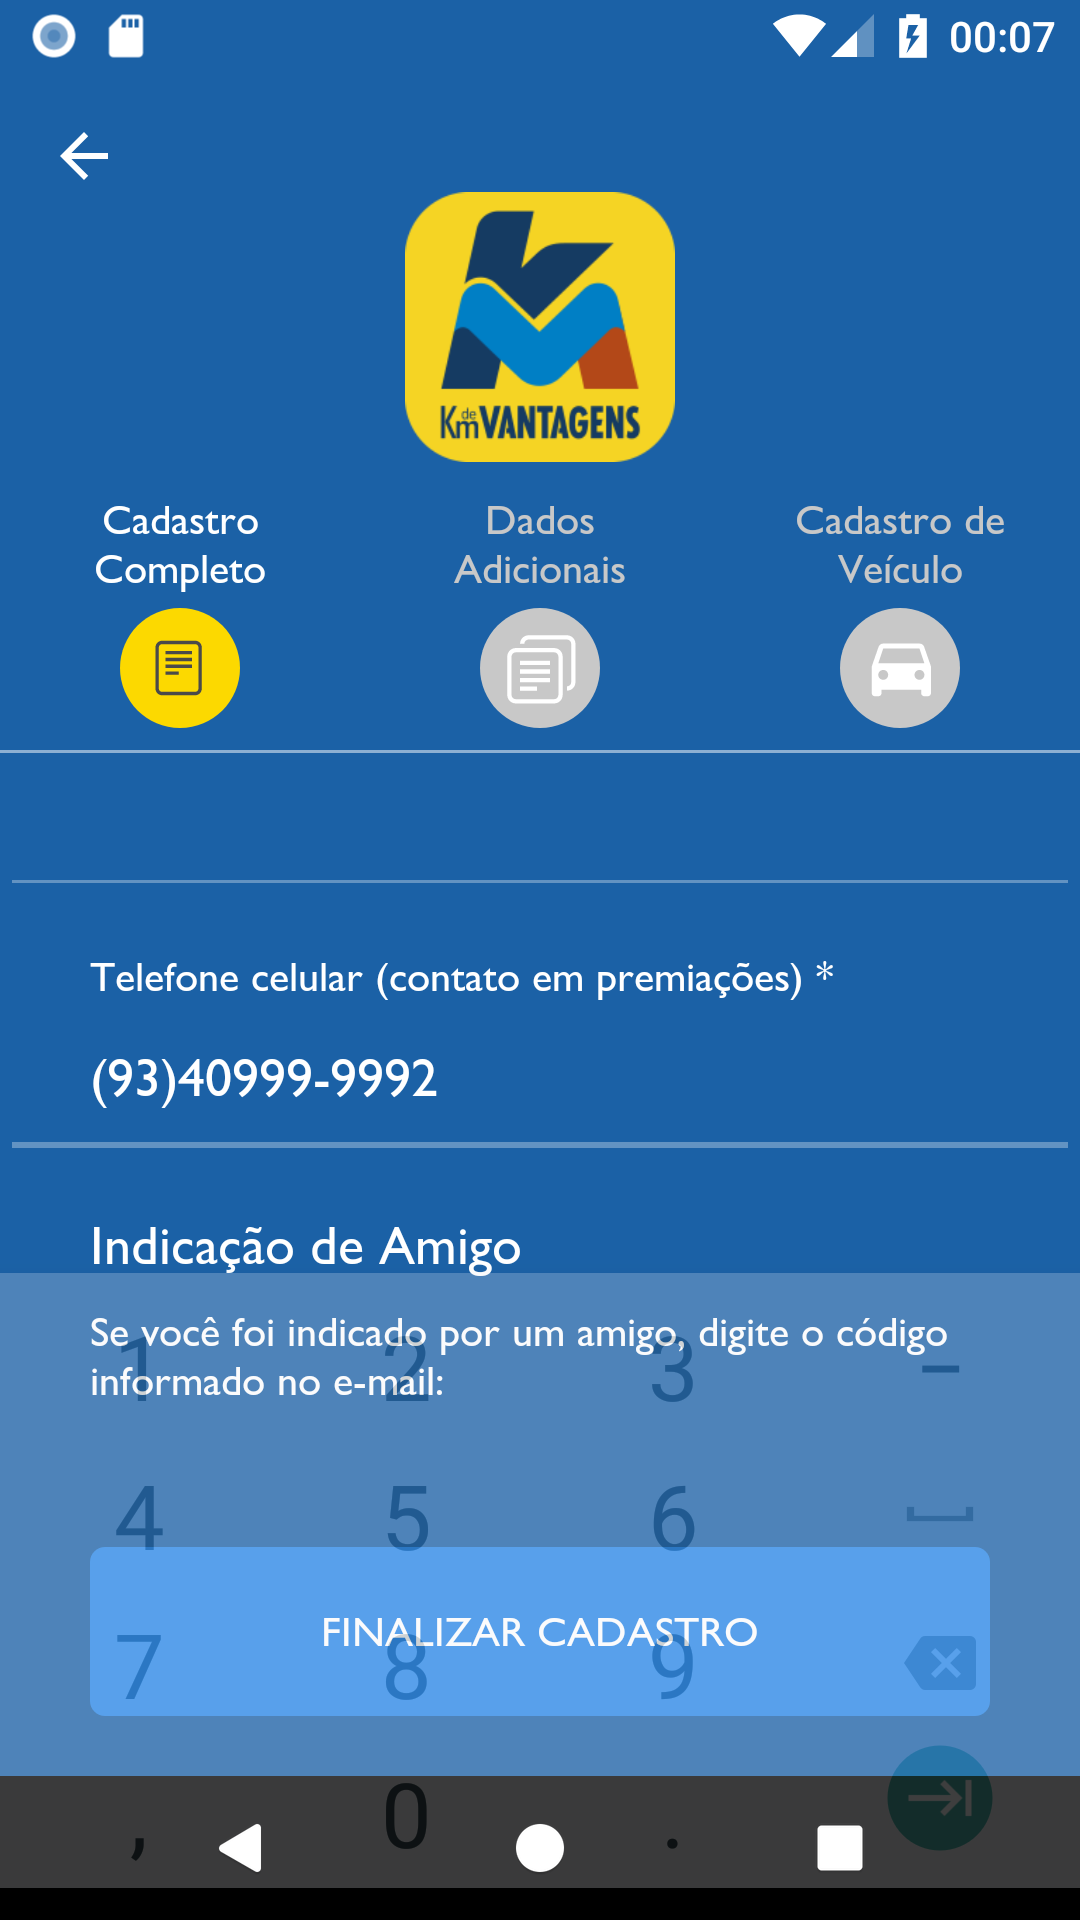 00:07
Km de VANTAGENS
Cadastro
Completo
Dados
Adicionais
Cadastro de
Veículo
Telefone celular (contato em premiações) *
(93)40999-9992
Indicação de Amigo
Se você foi indicado por um amigo, digite o código
informado no e-mail:
1 2 3 -
4 5 6
FINALIZAR CADASTRO
7 8 9
, 0 .